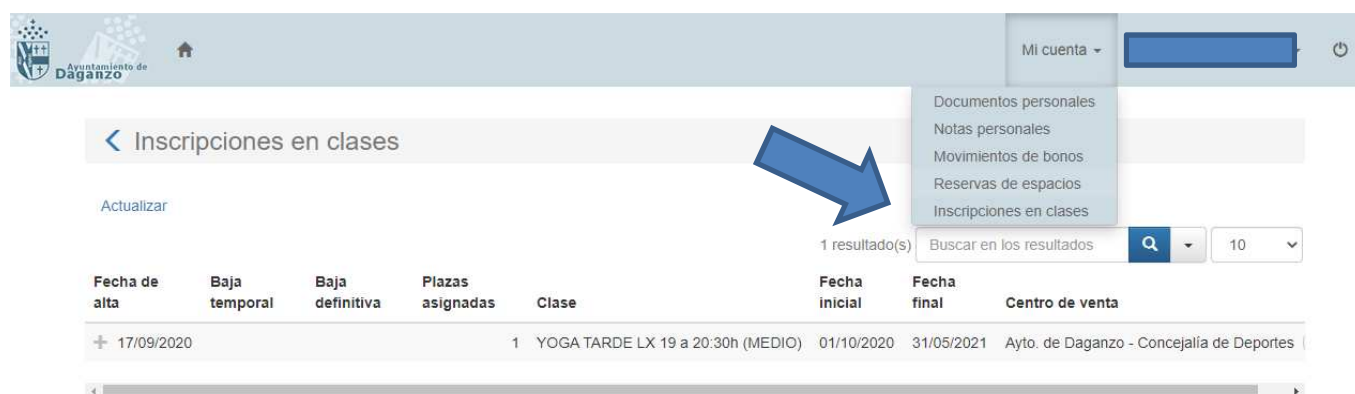 Ayuntamiento de
Daganzo
Mi cuenta
Documentos personales
Notas personales
Movimientos de bonos
Reservas de espacios
Inscripciones en clases
Inscripciones en clases
Actualizar
1 resultado(s) Buscar en los resultados 10
Fecha de alta Baja temporal Baja definitiva Plazas asignadas Clase Fecha inicial Fecha final Centro de venta
17/09/2020 1 YOGA TARDE LX 19 a 20:30h (MEDIO) 01/10/2020 31/05/2021 Ayto. de Daganzo - Concejalía de Deportes